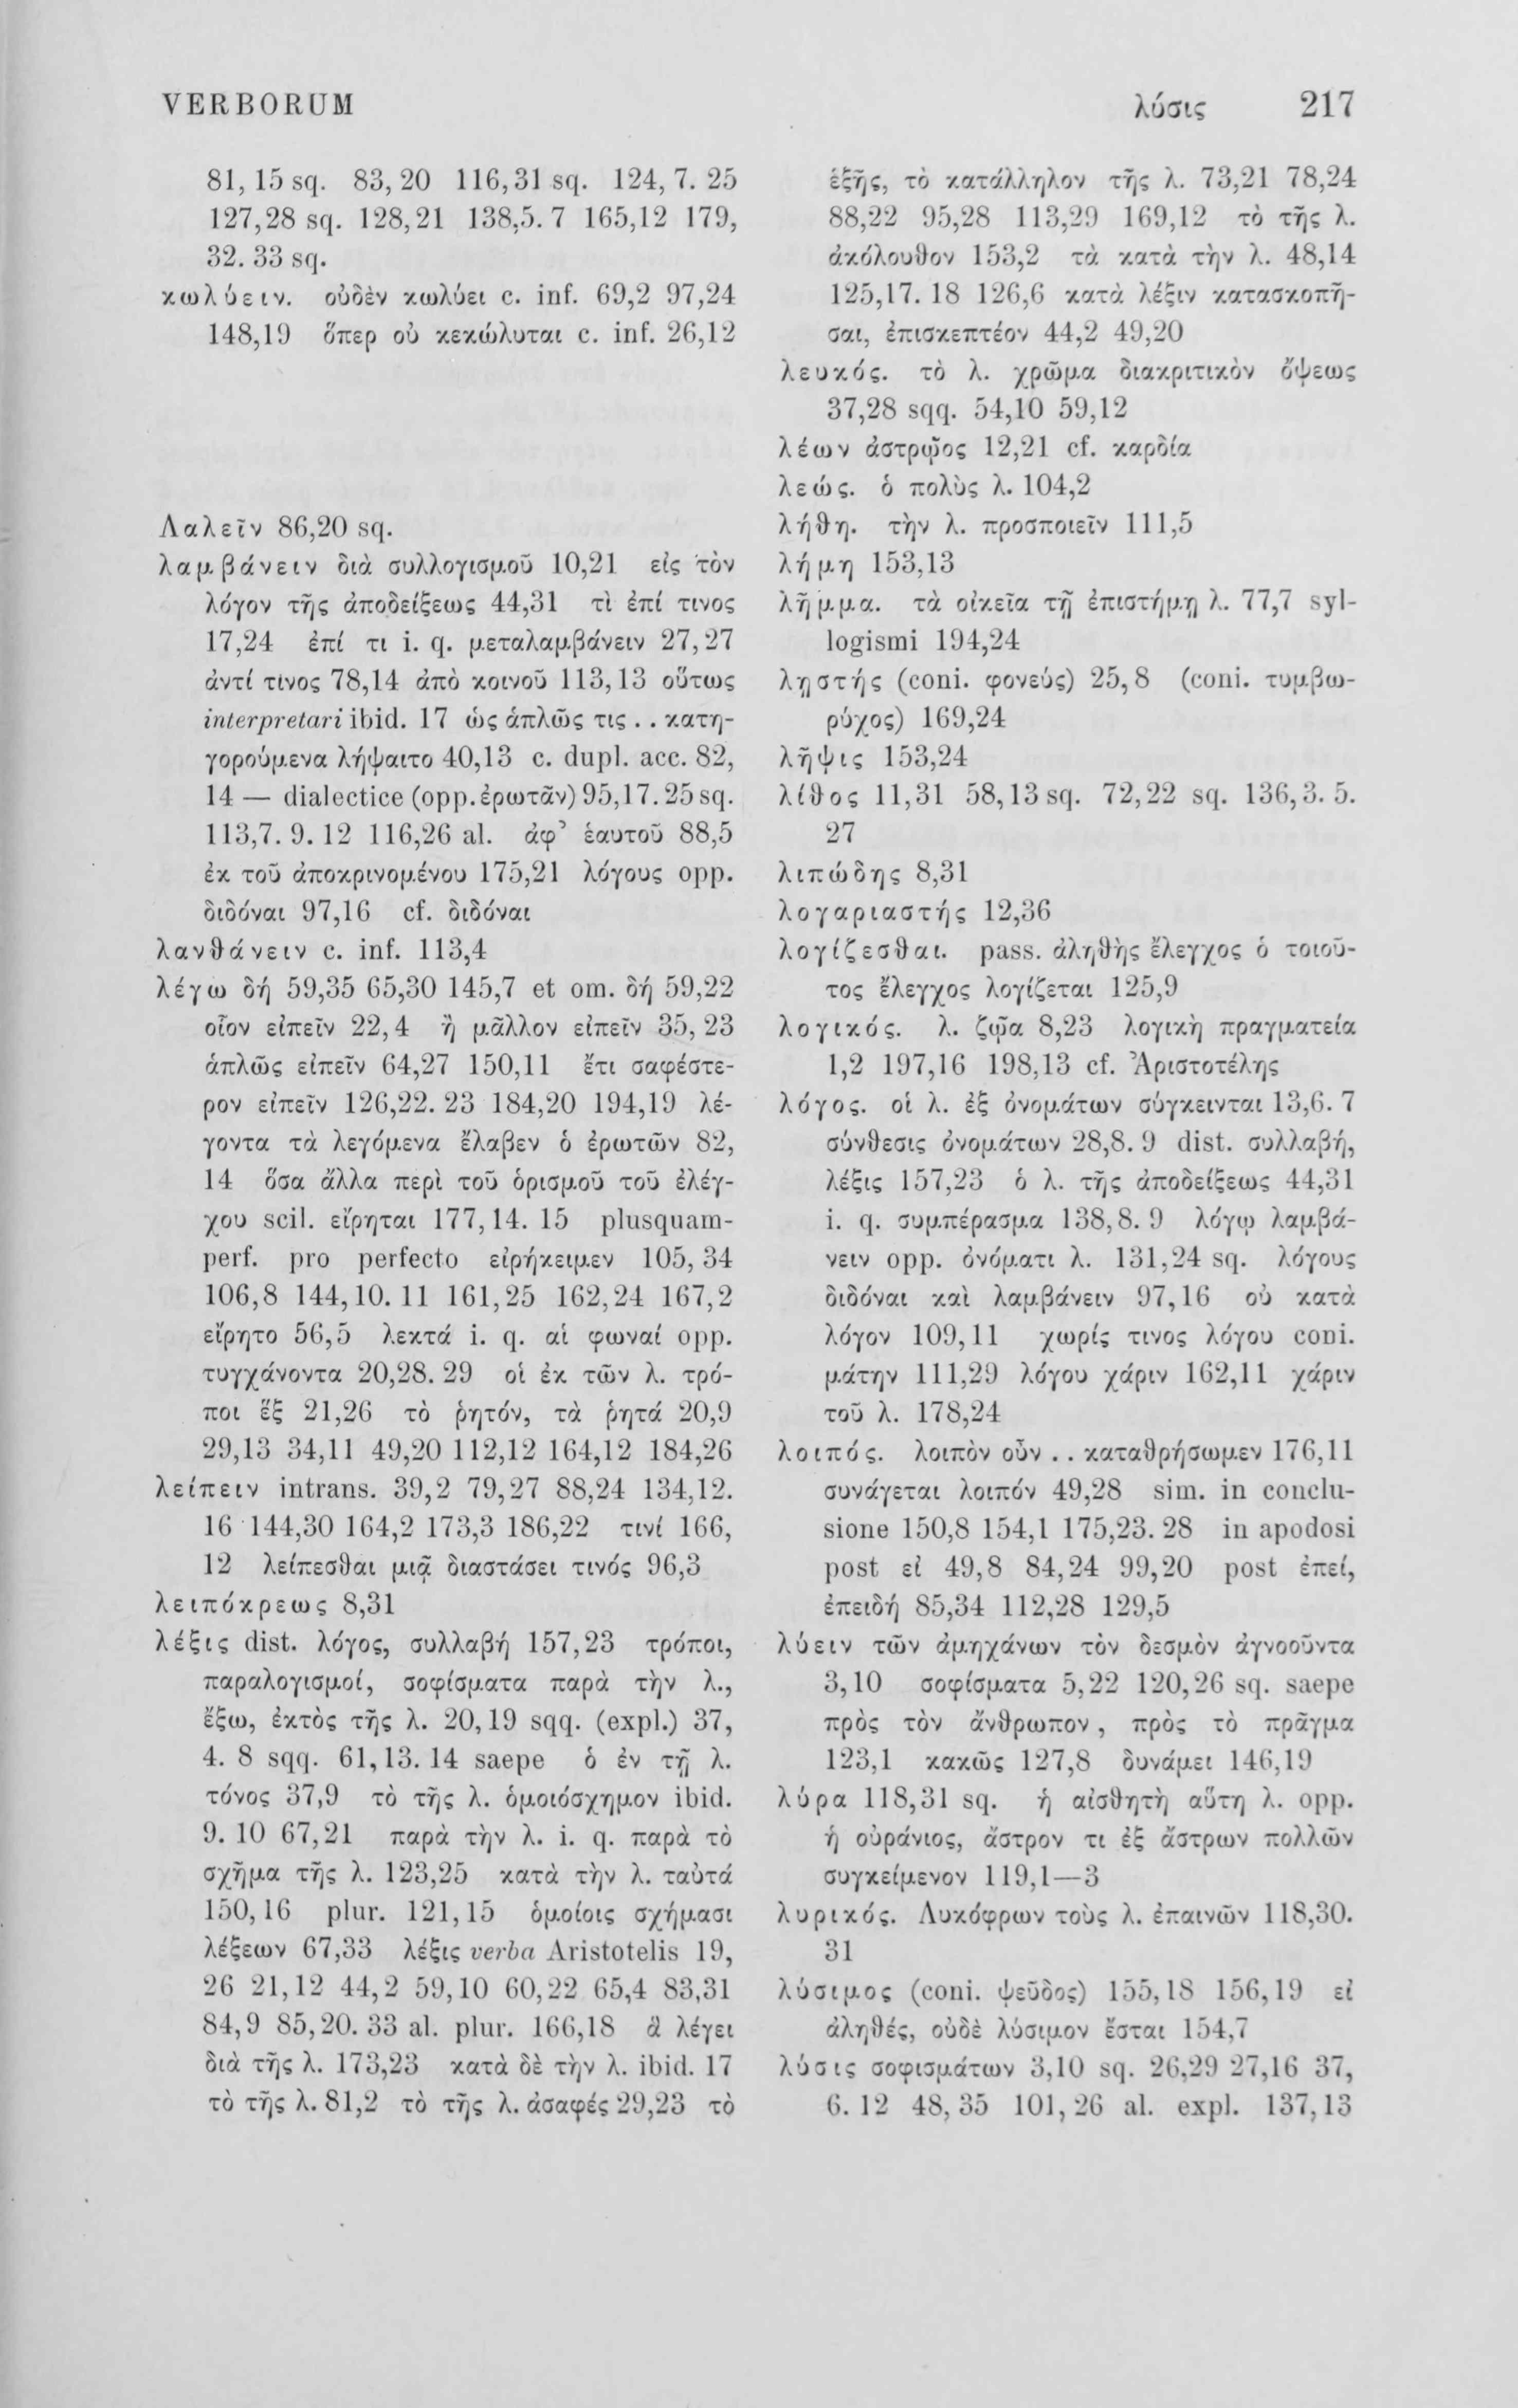 VERBORUM
λύσις 217
81, 15 sq. 83, 20 116,31 sq. 124, 7. 25
127,28 sq. 128,21 138,5. 7 165,12 179,
32. 33 sq.
κωλύειν. οὐδὲν κωλύει c. inf. 69,2 97,24
148,19 ὅπερ οὐ κεκώλυται c. inf. 26,12
Λαλεῖν 86,20 sq.
λαμβάνειν διὰ συλλογισμοῦ 10,21 εἰς τὸν
λόγον τῆς ἀποδείξεως 44,31 τὶ ἐπί τινος
17,24 ἐπί τι i. q. μεταλαμβάνειν 27,27
ἀντί τινος 78,14 ἀπὸ κοινοῦ 113,13 οὕτως
interpretari ibid. 17 ὡς ἁπλῶς τις . . κατη-
γορούμενα λήψαιτο 40,13 c. dupl. acc. 82,
14 — dialectice (opp. ἐρωτᾶν) 95,17. 25 sq.
113,7. 9. 12 116,26 al. ἀφ’ ἑαυτοῦ 88,5
ἐκ τοῦ ἀποκρινομένου 175,21 λόγους opp.
διδόναι 97,16 cf. διδόναι
λανθάνειν c. inf. 113,4
λέγω δή 59,35 65,30 145,7 et om. δή 59,22
οἷον εἰπεῖν 22,4 ἢ μᾶλλον εἰπεῖν 35, 23
ἁπλῶς εἰπεῖν 64,27 150,11 ἔτι σαφέστε-
ρον εἰπεῖν 126,22. 23 184,20 194,19 λέ-
γοντα τὰ λεγόμενα ἔλαβεν ὁ ἐρωτῶν 82,
14 ὅσα ἄλλα περὶ τοῦ ὁρισμοῦ τοῦ ἐλέγ-
χου scil. εἴρηται 177,14. 15 plusquam-
perf. pro perfecto εἰρήκειμεν 105, 34
106,8 144,10. 11 161,25 162,24 167,2
εἴρητο 56,5 λεκτά i. q. αἱ φωναί opp.
τυγχάνοντα 20,28. 29 οἱ ἐκ τῶν λ. τρό-
ποι ἕξ 21,26 τὸ ῥητόν, τὰ ῥητά 20,9
29,13 34,11 49,20 112,12 164,12 184,26
λείπειν intrans. 39,2 79,27 88,24 134,12.
16 144,30 164,2 173,3 186,22 τινί 166,
12 λείπεσθαι μιᾷ διαστάσει τινός 96,3
λειπόκρεως 8,31
λέξις dist. λόγος, συλλαβή 157,23 τρόποι,
παραλογισμοί, σοφίσματα παρὰ τὴν λ.,
ἔξω, ἐκτὸς τῆς λ. 20,19 sqq. (expl.) 37,
4. 8 sqq. 61,13. 14 saepe ὁ ἐν τῇ λ.
τόνος 37,9 τὸ τῆς λ. ὁμοιόσχημον ibid.
9. 10 67,21 παρὰ τὴν λ. i. q. παρὰ τὸ
σχῆμα τῆς λ. 123,25 κατὰ τὴν λ. ταὐτά
150,16 plur. 121,15 ὁμοίοις σχήμασι
λέξεων 67,33 λέξις verba Aristotelis 19,
26 21,12 44,2 59,10 60,22 65,4 83,31
84,9 85,20. 33 al. plur. 166,18 ἃ λέγει
διὰ τῆς λ. 173,23 κατὰ δὲ τὴν λ. ibid. 17
τὸ τῆς λ. 81,2 τὸ τῆς λ. ἀσαφές 29,23 τὸ
ἑξῆς, τὸ κατάλληλον τῆς λ. 73,21 78,24
88,22 95,28 113,29 169,12 τὸ τῆς λ.
ἀκόλουθον 153,2 τὰ κατὰ τὴν λ. 48,14
125,17. 18 126,6 κατὰ λέξιν κατασκοπῆ-
σαι, ἐπισκεπτέον 44,2 49,20
λευκός. τὸ λ. χρῶμα διακριτικὸν ὄψεως
37,28 sqq. 54,10 59,12
λέων ἀστρῷος 12,21 cf. καρδία
λεώς. ὁ πολὺς λ. 104,2
λήθη. τὴν λ. προσποιεῖν 111,5
λήμη 153,13
λῆμμα. τὰ οἰκεῖα τῇ ἐπιστήμῃ λ. 77,7 syl-
logismi 194,24
λῃστής (coni. φονεύς) 25,8 (coni. τυμβω-
ρύχος) 169,24
λῆψις 153,24
λίθος 11,31 58,13 sq. 72,22 sq. 136,3. 5.
27
λιπώδης 8,31
λογαριαστής 12,36
λογίζεσθαι. pass. ἀληθὴς ἔλεγχος ὁ τοιοῦ-
τος ἔλεγχος λογίζεται 125,9
λογικός. λ. ζῷα 8,23 λογικὴ πραγματεία
1,2 197,16 198,13 cf. Ἀριστοτέλης
λόγος. οἱ λ. ἐξ ὀνομάτων σύγκεινται 13,6. 7
σύνθεσις ὀνομάτων 28,8. 9 dist. συλλαβή,
λέξις 157,23 ὁ λ. τῆς ἀποδείξεως 44,31
i. q. συμπέρασμα 138,8. 9 λόγῳ λαμβά-
νειν opp. ὀνόματι λ. 131,24 sq. λόγους
διδόναι καὶ λαμβάνειν 97,16 οὐ κατὰ
λόγον 109,11 χωρίς τινος λόγου coni.
μάτην 111,29 λόγου χάριν 162,11 χάριν
τοῦ λ. 178,24
λοιπός. λοιπὸν οὖν . . καταθρήσωμεν 176,11
συνάγεται λοιπόν 49,28 sim. in conclu-
sione 150,8 154,1 175,23. 28 in apodosi
post εἰ 49,8 84,24 99,20 post ἐπεί,
ἐπειδή 85,34 112,28 129,5
λύειν τῶν ἀμηχάνων τὸν δεσμὸν ἀγνοοῦντα
3,10 σοφίσματα 5,22 120,26 sq. saepe
πρὸς τὸν ἄνθρωπον, πρὸς τὸ πρᾶγμα
123,1 κακῶς 127,8 δυνάμει 146,19
λύρα 118,31 sq. ἡ αἰσθητὴ αὕτη λ. opp.
ἡ οὐράνιος, ἄστρον τι ἐξ ἄστρων πολλῶν
συγκείμενον 119,1—3
λυρικός. Λυκόφρων τοὺς λ. ἐπαινῶν 118,30.
31
λύσιμος (coni. ψεῦδος) 155,18 156,19 εἰ
ἀληθές, οὐδὲ λύσιμον ἔσται 154,7
λύσις σοφισμάτων 3,10 sq. 26,29 27,16 37,
6. 12 48, 35 101, 26 al. expl. 137,13